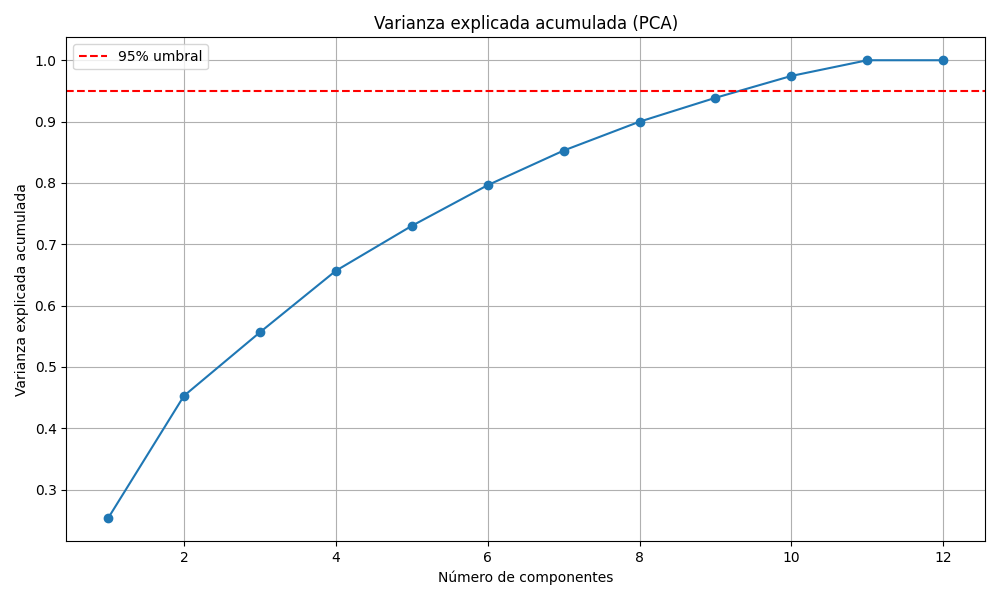 Varianza explicada acumulada (PCA)
95% umbral
1.0
0.9
0.8
0.7
0.6
0.5
0.4
0.3
Varianza explicada acumulada
2 4 6 8 10 12
Número de componentes